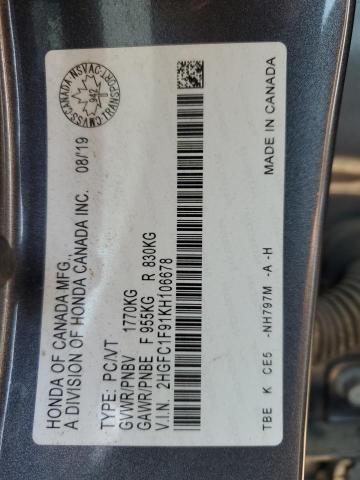 HONDA OF CANADA MFG.,
A DIVISION OF HONDA CANADA INC. 08/'19
TYPE: PC/VT
GVWR/PNBV 1770KG
GAWR/PNBE F 955KG R 830KG
V.I.N. 2HGFC1F91KH106678
TBE K CE5 -NH797M -A -H
MADE IN CANADA
CANADA NSVAC
942
CMVSS TRANSPORT